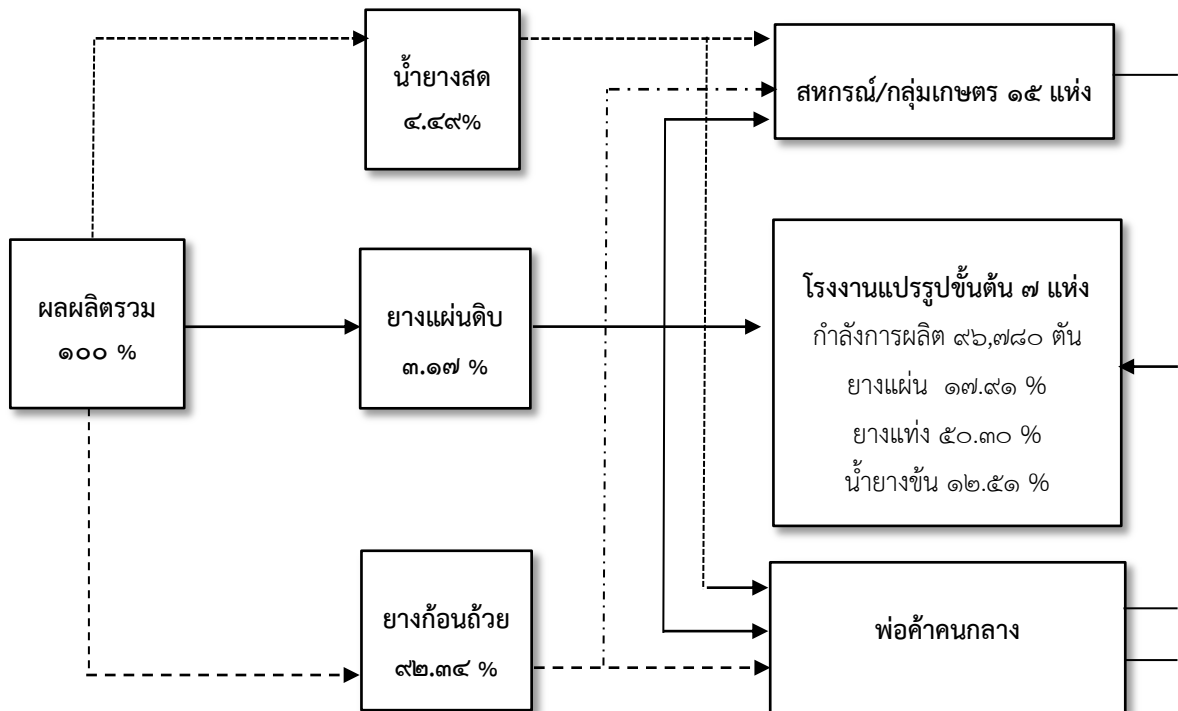 น้ำยางสด
๔.๔๙%
สหกรณ์/กลุ่มเกษตร ๑๕ แห่ง
ผลผลิตรวม
๑๐๐ %
ยางแผ่นดิบ
๓.๑๗ %
โรงงานแปรรูปขั้นต้น ๗ แห่ง
กำลังการผลิต ๙๖,๗๘๐ ตัน
ยางแผ่น ๑๗.๙๑ %
ยางแท่ง ๕๐.๓๐ %
น้ำยางข้น ๑๒.๕๑ %
ยางก้อนถ้วย
๙๒.๓๔ %
พ่อค้าคนกลาง